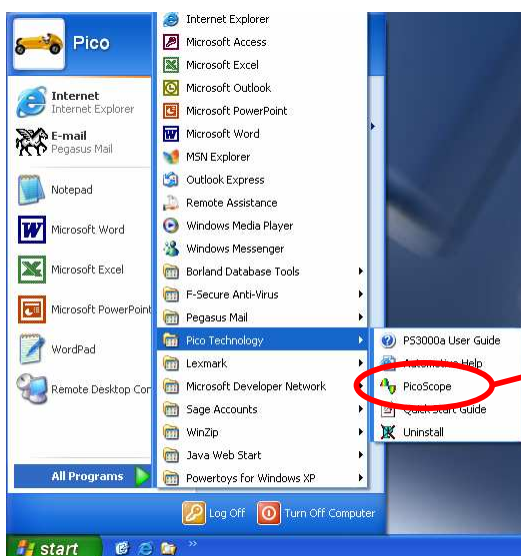 Pico
Internet
Internet Explorer
E-mail
Pegasus Mail
Notepad
Microsoft Word
Microsoft Excel
Microsoft PowerPoint
WordPad
Remote Desktop Cor
All Programs
Internet Explorer
Microsoft Access
Microsoft Excel
Microsoft Outlook
Microsoft PowerPoint
Microsoft Word
MSN Explorer
Outlook Express
Remote Assistance
Windows Media Player
Windows Messenger
Borland Database Tools
F-Secure Anti-Virus
Pegasus Mail
Pico Technology
Lexmark
Microsoft Developer Network
Sage Accounts
WinZip
Java Web Start
Powertoys for Windows XP
PS3000a User Guide
Automotive Help
PicoScope
Quick Start Guide
Uninstall
Log Off
Turn Off Computer
start